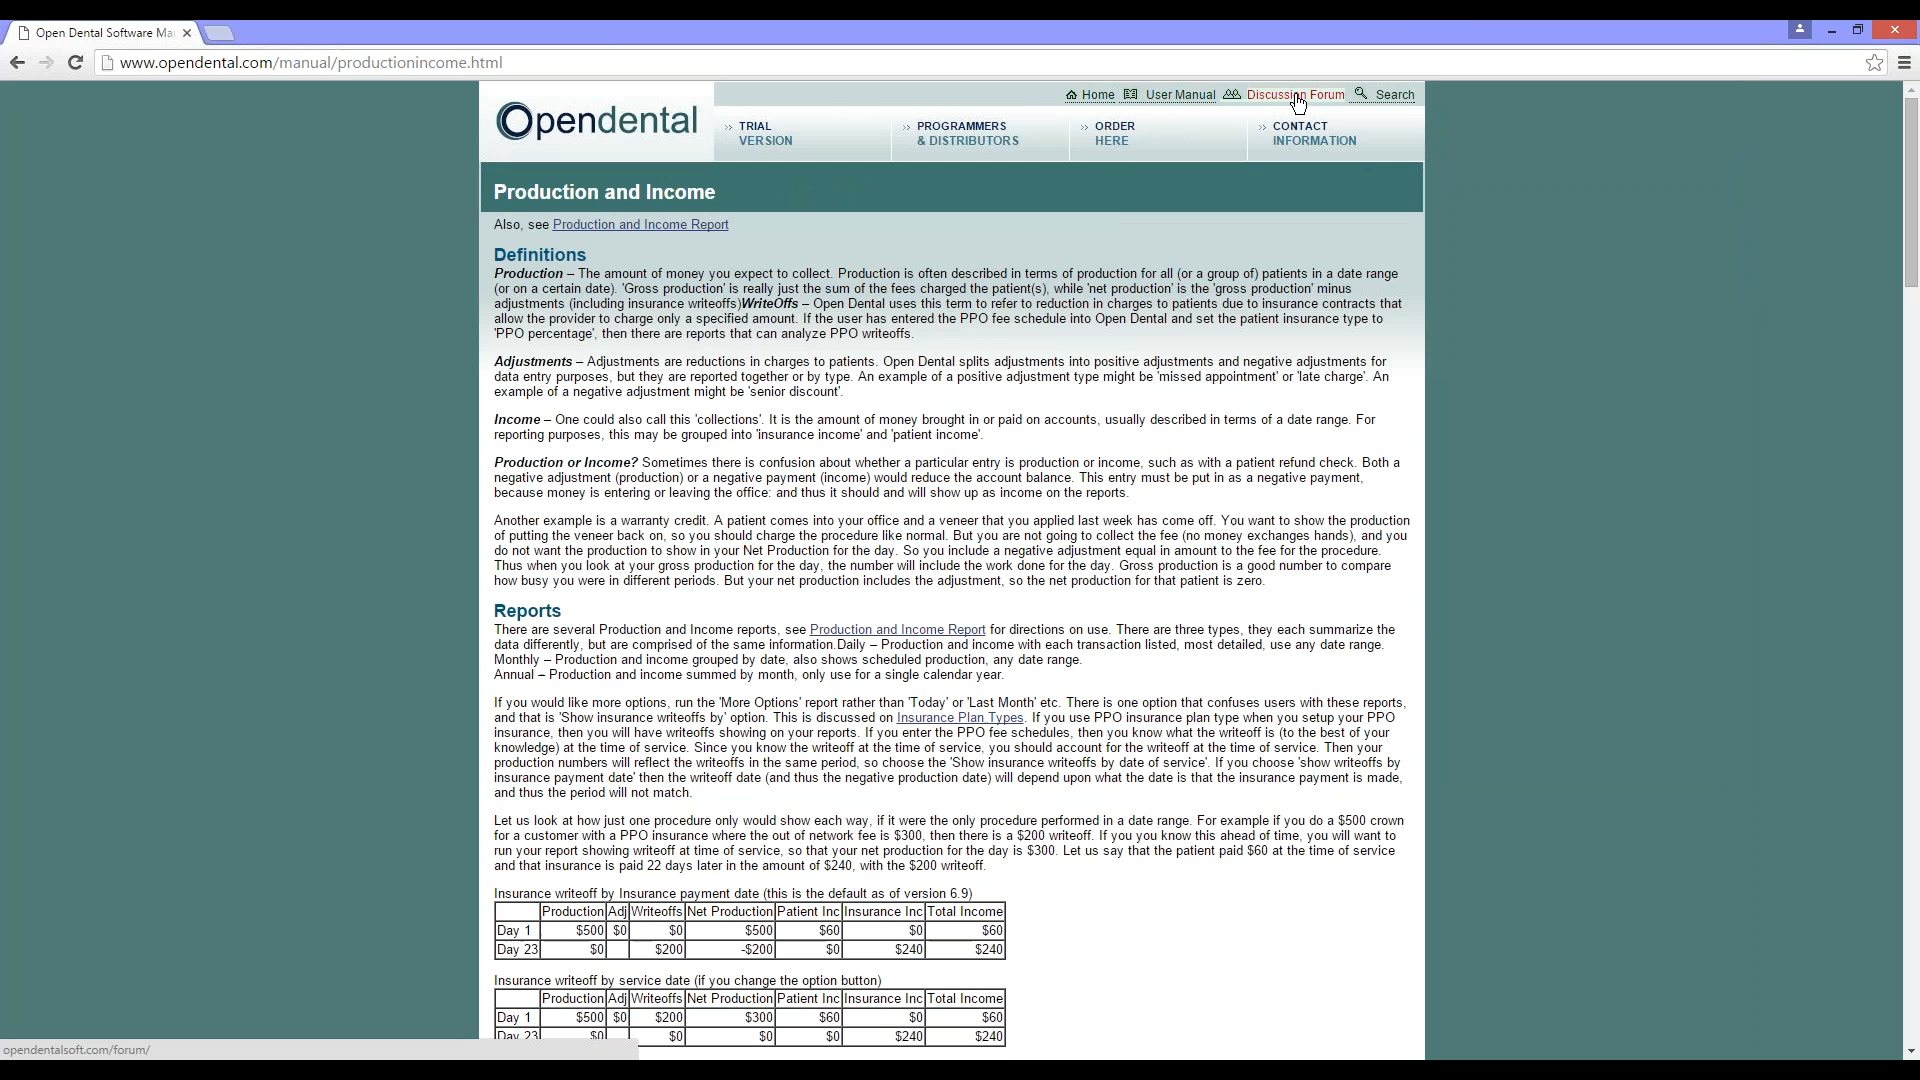 Open Dental Software Ma
www.opendental.com/manual/productionincome.html
Home User Manual Discussion Forum Search
Opendental
TRIAL VERSION
PROGRAMMERS & DISTRIBUTORS
ORDER HERE
CONTACT INFORMATION
Production and Income
Also, see Production and Income Report
Definitions
Production – The amount of money you expect to collect. Production is often described in terms of production for all (or a group of) patients in a date range
(or on a certain date). 'Gross production' is really just the sum of the fees charged the patient(s), while 'net production' is the 'gross production' minus
adjustments (including insurance writeoffs)WriteOffs – Open Dental uses this term to refer to reduction in charges to patients due to insurance contracts that
allow the provider to charge only a specified amount. If the user has entered the PPO fee schedule into Open Dental and set the patient insurance type to
'PPO percentage', then there are reports that can analyze PPO writeoffs.
Adjustments – Adjustments are reductions in charges to patients. Open Dental splits adjustments into positive adjustments and negative adjustments for
data entry purposes, but they are reported together or by type. An example of a positive adjustment type might be 'missed appointment' or 'late charge'. An
example of a negative adjustment might be 'senior discount'.
Income – One could also call this 'collections'. It is the amount of money brought in or paid on accounts, usually described in terms of a date range. For
reporting purposes, this may be grouped into 'insurance income' and 'patient income'.
Production or Income? Sometimes there is confusion about whether a particular entry is production or income, such as with a patient refund check. Both a
negative adjustment (production) or a negative payment (income) would reduce the account balance. This entry must be put in as a negative payment,
because money is entering or leaving the office: and thus it should and will show up as income on the reports.
Another example is a warranty credit. A patient comes into your office and a veneer that you applied last week has come off. You want to show the production
of putting the veneer back on, so you should charge the procedure like normal. But you are not going to collect the fee (no money exchanges hands), and you
do not want the production to show in your Net Production for the day. So you include a negative adjustment equal in amount to the fee for the procedure.
Thus when you look at your gross production for the day, the number will include the work done for the day. Gross production is a good number to compare
how busy you were in different periods. But your net production includes the adjustment, so the net production for that patient is zero.
Reports
There are several Production and Income reports, see Production and Income Report for directions on use. There are three types, they each summarize the
data differently, but are comprised of the same information.Daily – Production and income with each transaction listed, most detailed, use any date range.
Monthly – Production and income grouped by date, also shows scheduled production, any date range.
Annual – Production and income summed by month, only use for a single calendar year.
If you would like more options, run the 'More Options' report rather than 'Today' or 'Last Month' etc. There is one option that confuses users with these reports,
and that is 'Show insurance writeoffs by' option. This is discussed on Insurance Plan Types. If you use PPO insurance plan type when you setup your PPO
insurance, then you will have writeoffs showing on your reports. If you enter the PPO fee schedules, then you know what the writeoff is (to the best of your
knowledge) at the time of service. Since you know the writeoff at the time of service, you should account for the writeoff at the time of service. Then your
production numbers will reflect the writeoffs in the same period, so choose the 'Show insurance writeoffs by date of service'. If you choose 'show writeoffs by
insurance payment date' then the writeoff date (and thus the negative production date) will depend upon what the date is that the insurance payment is made,
and thus the period will not match.
Let us look at how just one procedure only would show each way, if it were the only procedure performed in a date range. For example if you do a $500 crown
for a customer with a PPO insurance where the out of network fee is $300, then there is a $200 writeoff. If you you know this ahead of time, you will want to
run your report showing writeoff at time of service, so that your net production for the day is $300. Let us say that the patient paid $60 at the time of service
and that insurance is paid 22 days later in the amount of $240, with the $200 writeoff.
Insurance writeoff by Insurance payment date (this is the default as of version 6.9)
Production Adj Writeoffs Net Production Patient Inc Insurance Inc Total Income
Day 1 $500 $0 $0 $500 $60 $0 $60
Day 23 $0 $200 -$200 $0 $240 $240
Insurance writeoff by service date (if you change the option button)
Production Adj Writeoffs Net Production Patient Inc Insurance Inc Total Income
Day 1 $500 $0 $200 $300 $60 $0 $60
Day 23 $0 $0 $0 $0 $240 $240
opendentalsoft.com/forum/